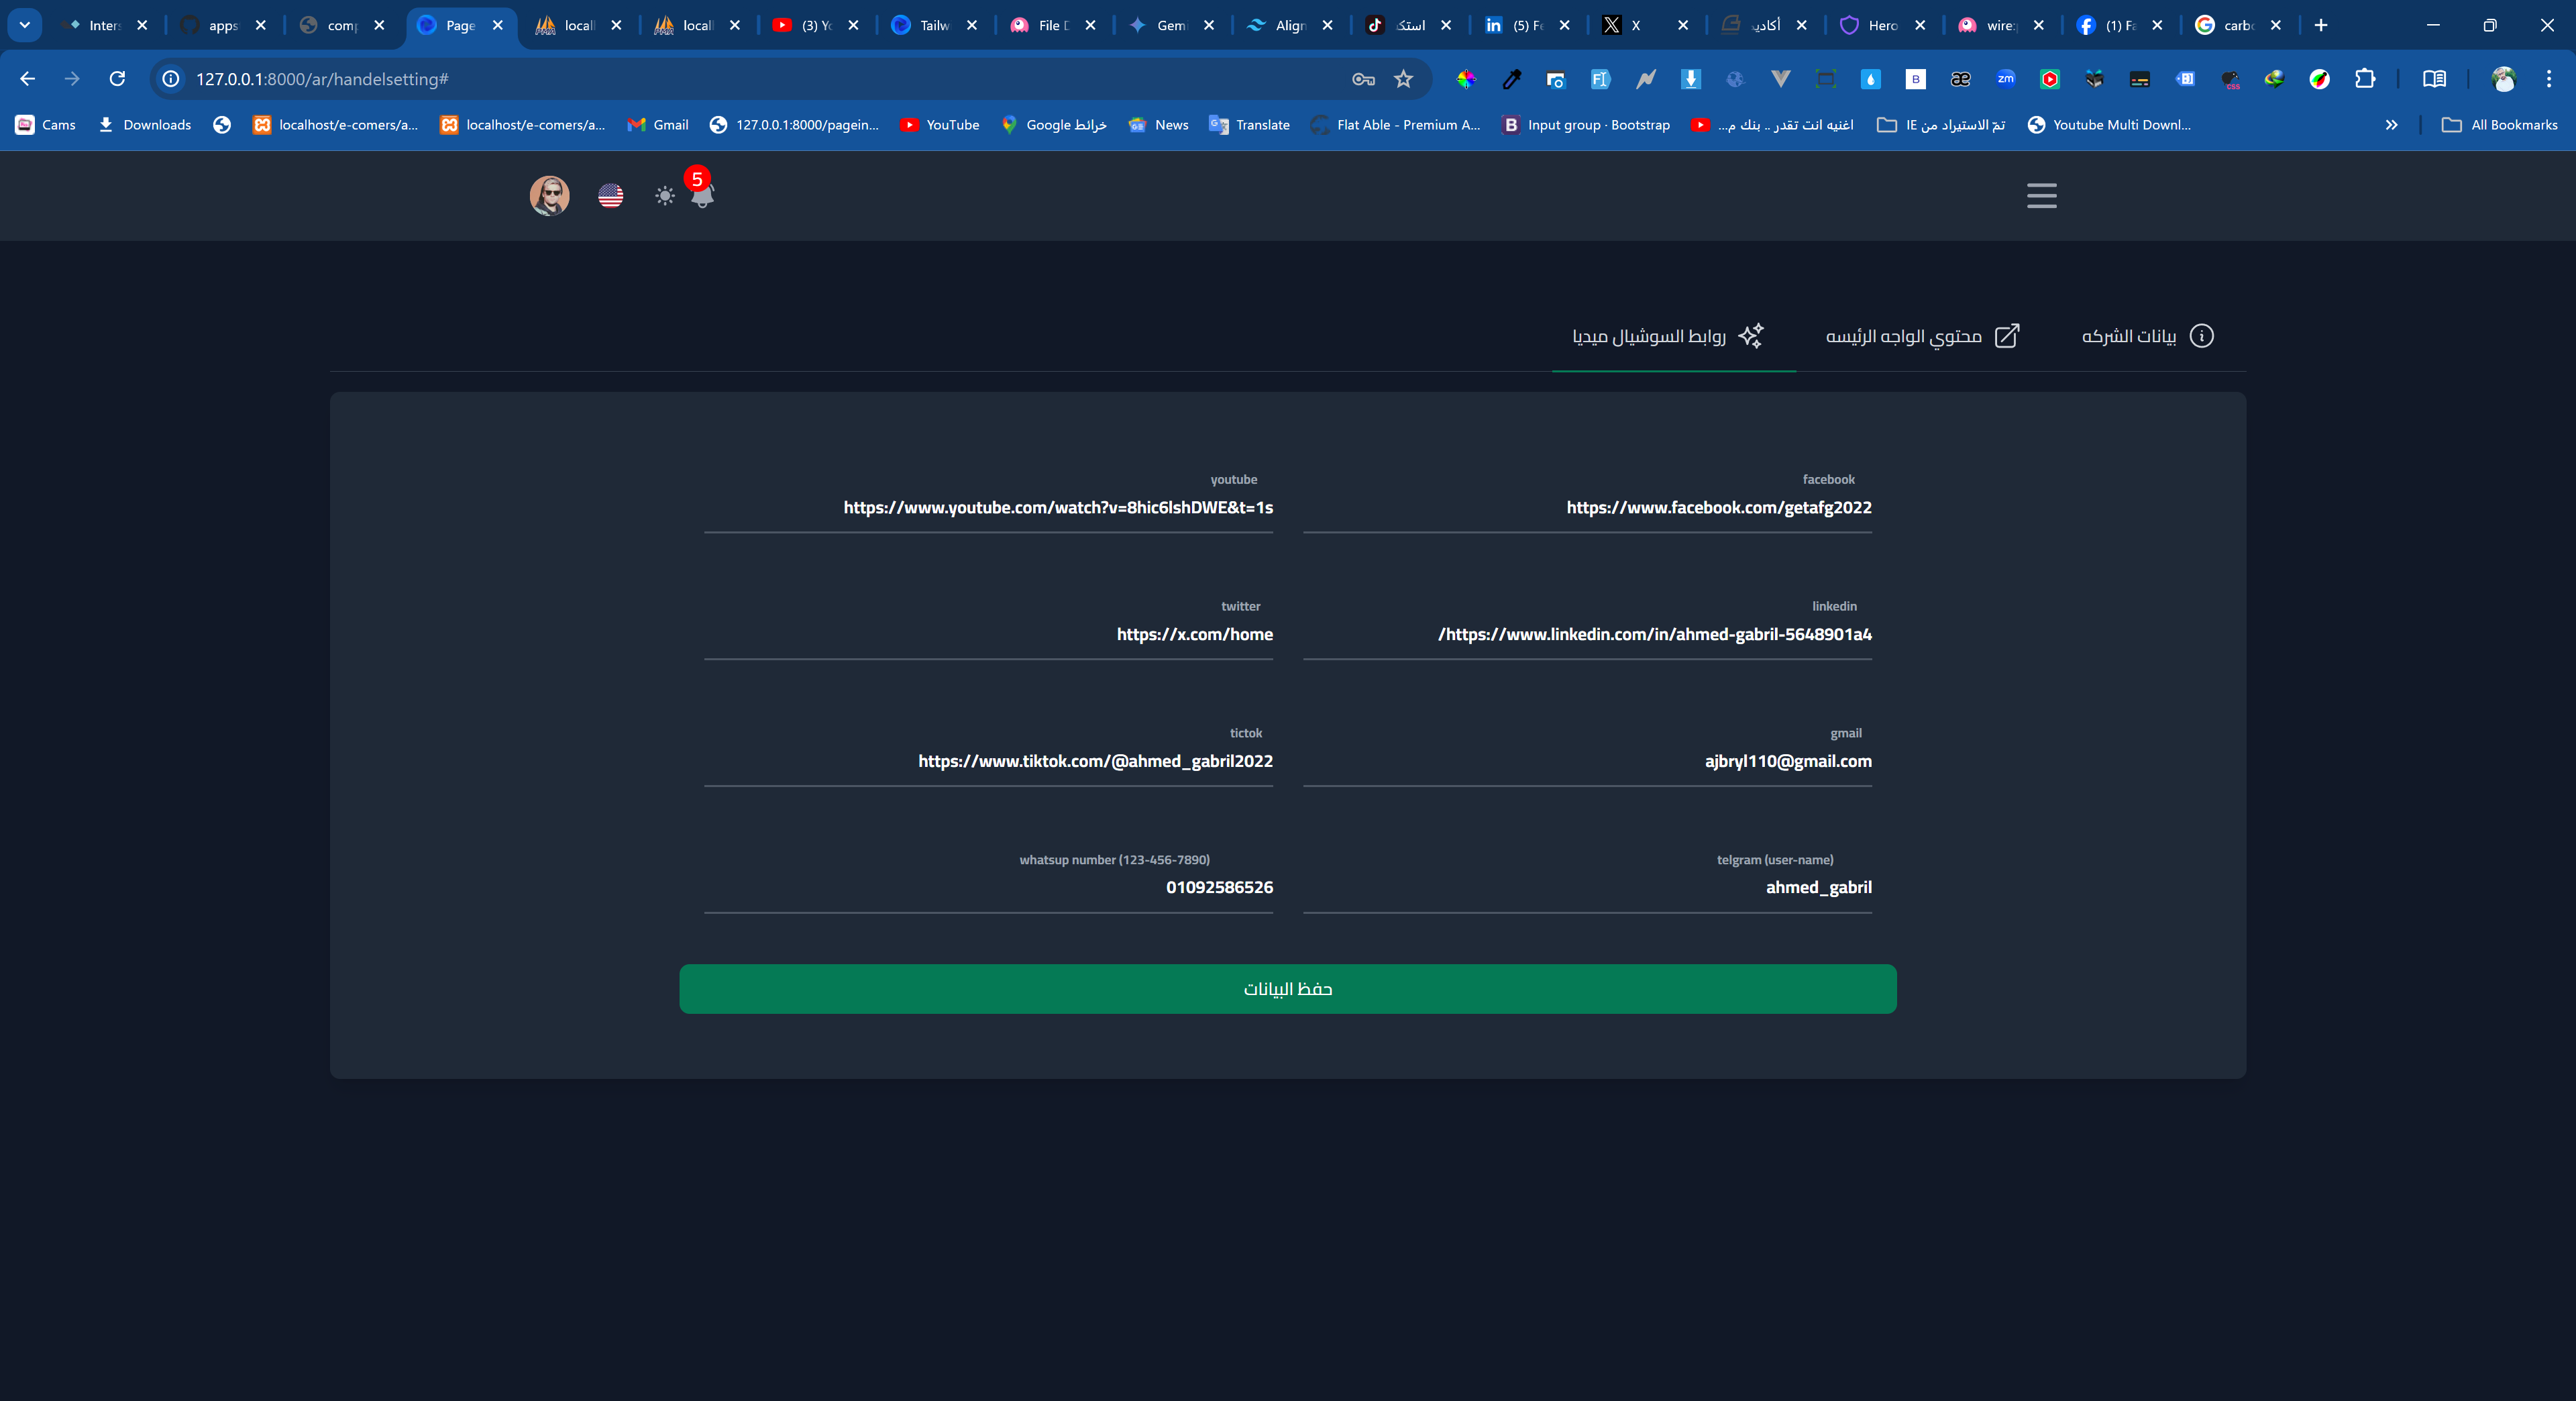 Inter:
apps
comp
Page
locall
locall
(3) Yc
Tailw
File D
Gem
Align
استك
(5) Fe
X
أكادي
Hero
wire:
(1) Fa
carbo
127.0.0.1:8000/ar/handelsetting#
Cams
Downloads
localhost/e-comers/a...
localhost/e-comers/a...
Gmail
127.0.0.1:8000/pagein...
YouTube
خرائط Google
News
Translate
Flat Able - Premium A...
Input group · Bootstrap
اغنيه انت تقدر .. بنك م...
تمّ الاستيراد من IE
Youtube Multi Downl...
All Bookmarks
5
بيانات الشركه
محتوي الواجه الرئيسه
روابط السوشيال ميديا
facebook
https://www.facebook.com/getafg2022
youtube
https://www.youtube.com/watch?v=8hic6lshDWE&t=1s
linkedin
/https://www.linkedin.com/in/ahmed-gabril-5648901a4
twitter
https://x.com/home
gmail
ajbryl110@gmail.com
tictok
https://www.tiktok.com/@ahmed_gabril2022
telgram (user-name)
ahmed_gabril
whatsup number (123-456-7890)
01092586526
حفظ البيانات